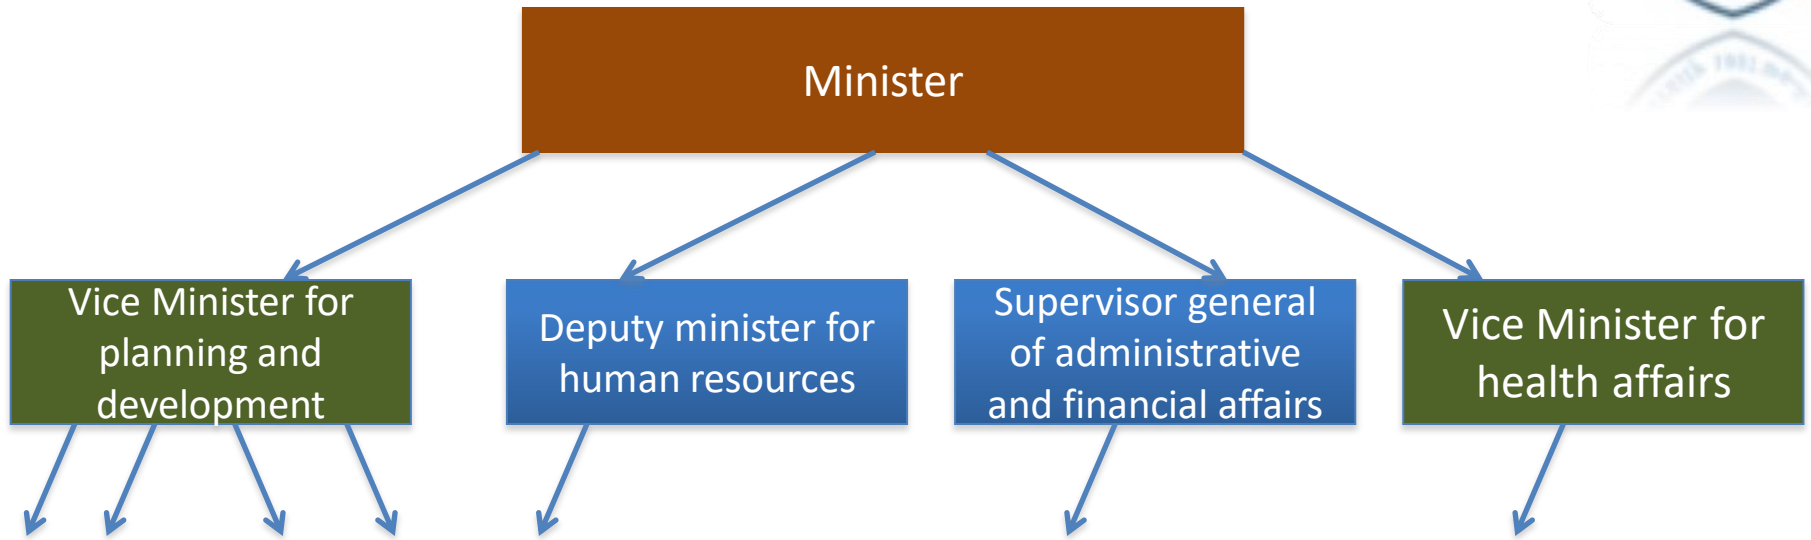 Minister
Vice Minister for
planning and
development
Deputy minister for
human resources
Supervisor general
of administrative
and financial affairs
Vice Minister for
health affairs